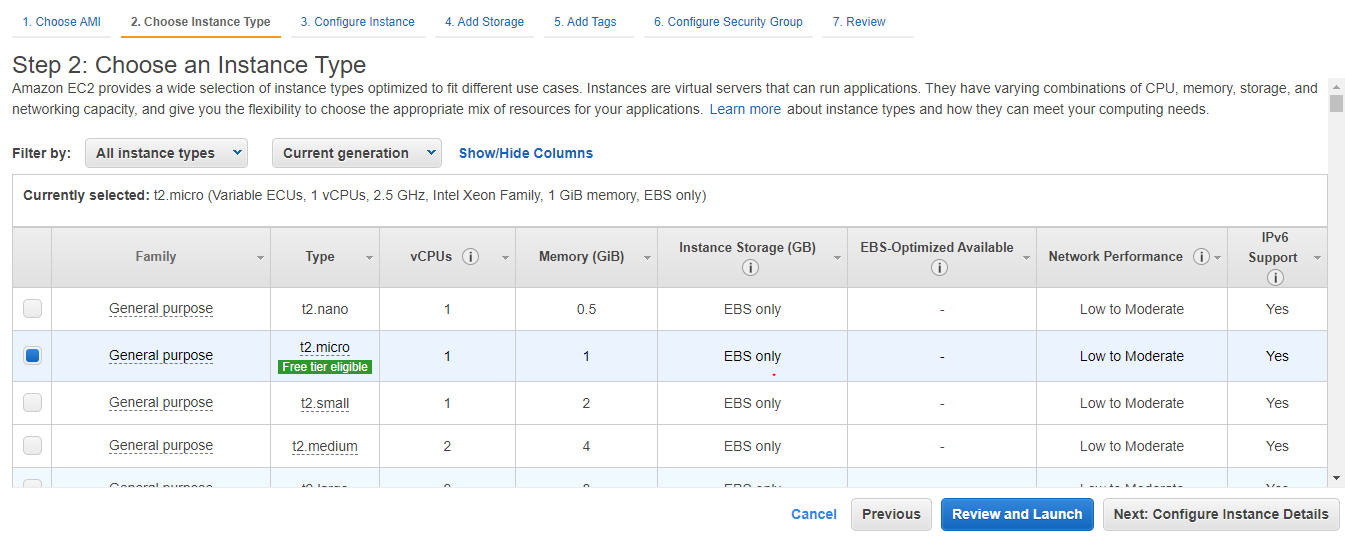 1. Choose AMI 2. Choose Instance Type 3. Configure Instance 4. Add Storage 5. Add Tags 6. Configure Security Group 7. Review
Step 2: Choose an Instance Type
Amazon EC2 provides a wide selection of instance types optimized to fit different use cases. Instances are virtual servers that can run applications. They have varying combinations of CPU, memory, storage, and
networking capacity, and give you the flexibility to choose the appropriate mix of resources for your applications. Learn more about instance types and how they can meet your computing needs.
Filter by: All instance types Current generation Show/Hide Columns
Currently selected: t2.micro (Variable ECUs, 1 vCPUs, 2.5 GHz, Intel Xeon Family, 1 GiB memory, EBS only)
Family Type vCPUs i Memory (GiB) Instance Storage (GB) i EBS-Optimized Available i Network Performance i IPv6 Support i
General purpose t2.nano 1 0.5 EBS only - Low to Moderate Yes
General purpose t2.micro 1 1 EBS only - Low to Moderate Yes
Free tier eligible
General purpose t2.small 1 2 EBS only - Low to Moderate Yes
General purpose t2.medium 2 4 EBS only - Low to Moderate Yes
General purpose t2.large EBS only Low to Moderate Yes
Cancel Previous Review and Launch Next: Configure Instance Details